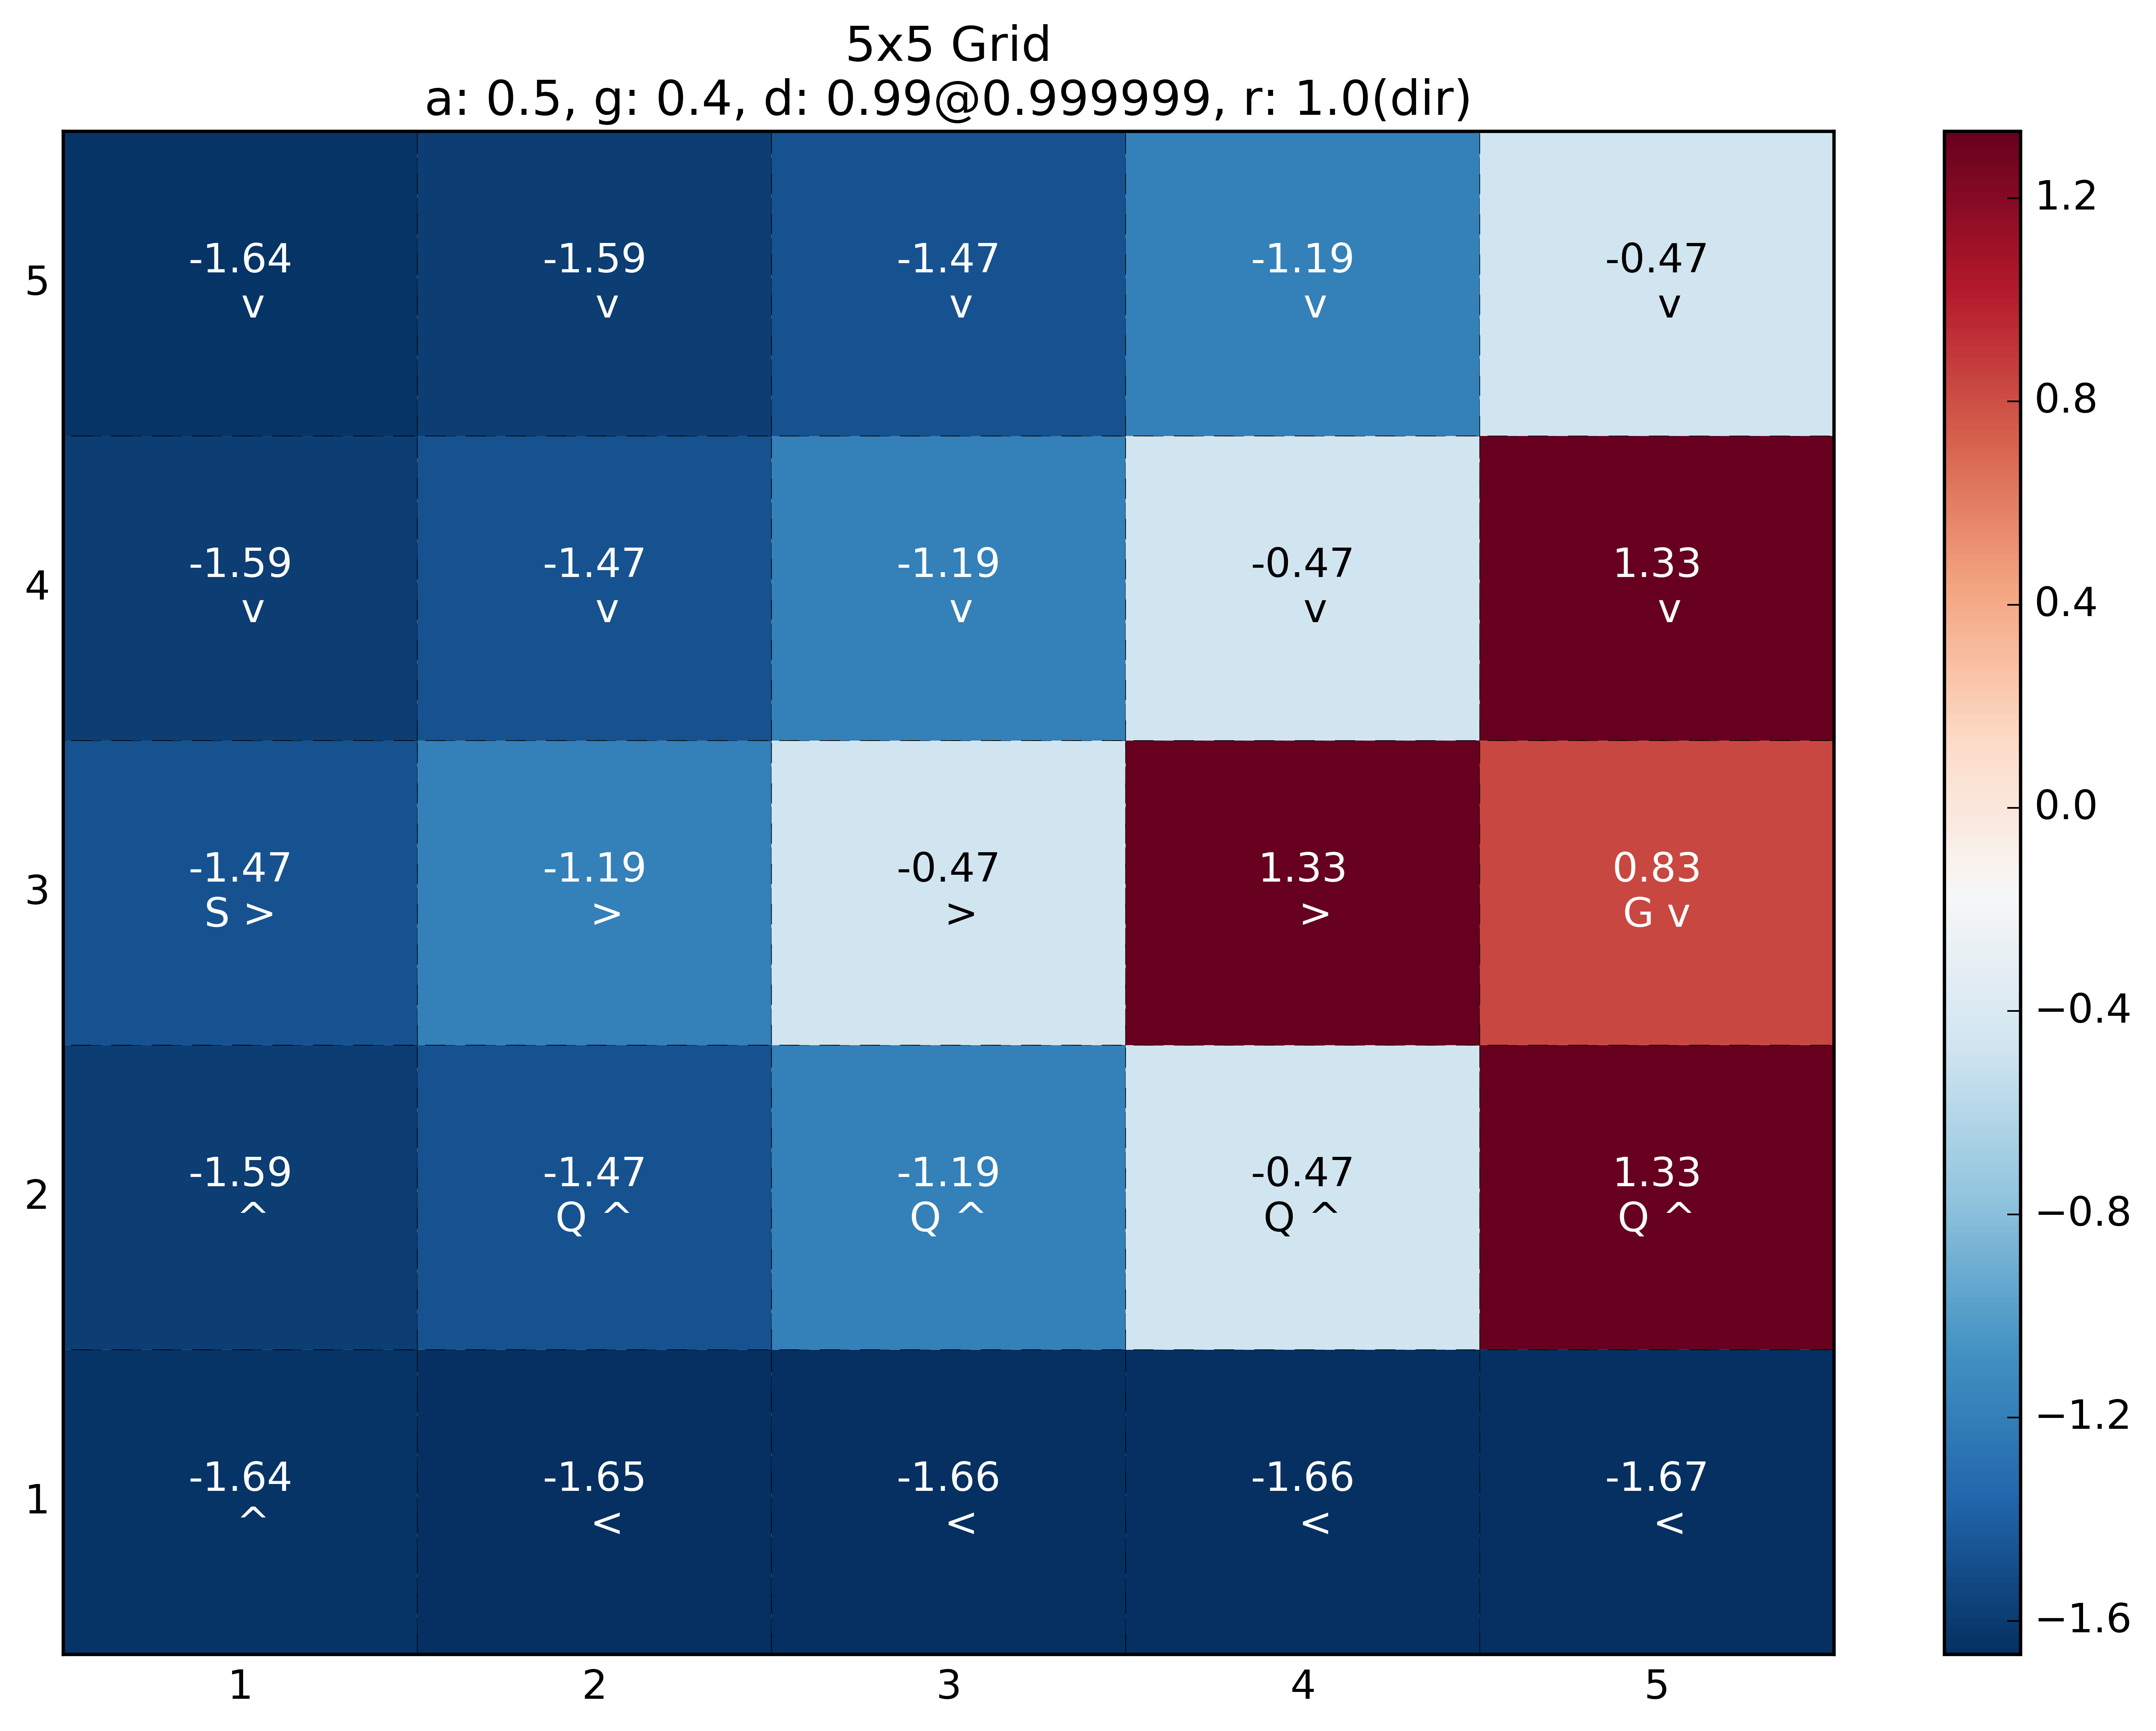 5x5 Grid
a: 0.5, g: 0.4, d: 0.99@0.999999, r: 1.0(dir)
5
-1.64
v
-1.59
v
-1.47
v
-1.19
v
-0.47
v
4
-1.59
v
-1.47
v
-1.19
v
-0.47
v
1.33
v
3
-1.47
S >
-1.19
>
-0.47
>
1.33
>
0.83
G v
2
-1.59
^
-1.47
Q ^
-1.19
Q ^
-0.47
Q ^
1.33
Q ^
1
-1.64
^
-1.65
<
-1.66
<
-1.66
<
-1.67
<
1 2 3 4 5
1.2
0.8
0.4
0.0
−0.4
−0.8
−1.2
−1.6